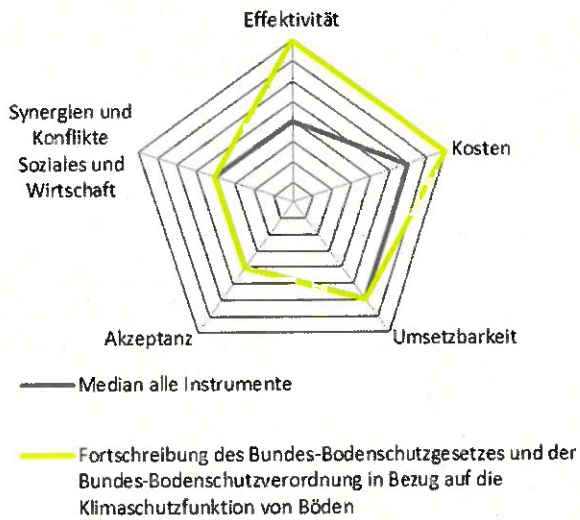 Effektivität
Synergien und
Konflikte
Soziales und
Wirtschaft
Kosten
Akzeptanz
Umsetzbarkeit
Median alle Instrumente
Fortschreibung des Bundes-Bodenschutzgesetzes und der
Bundes-Bodenschutzverordnung in Bezug auf die
Klimaschutzfunktion von Böden